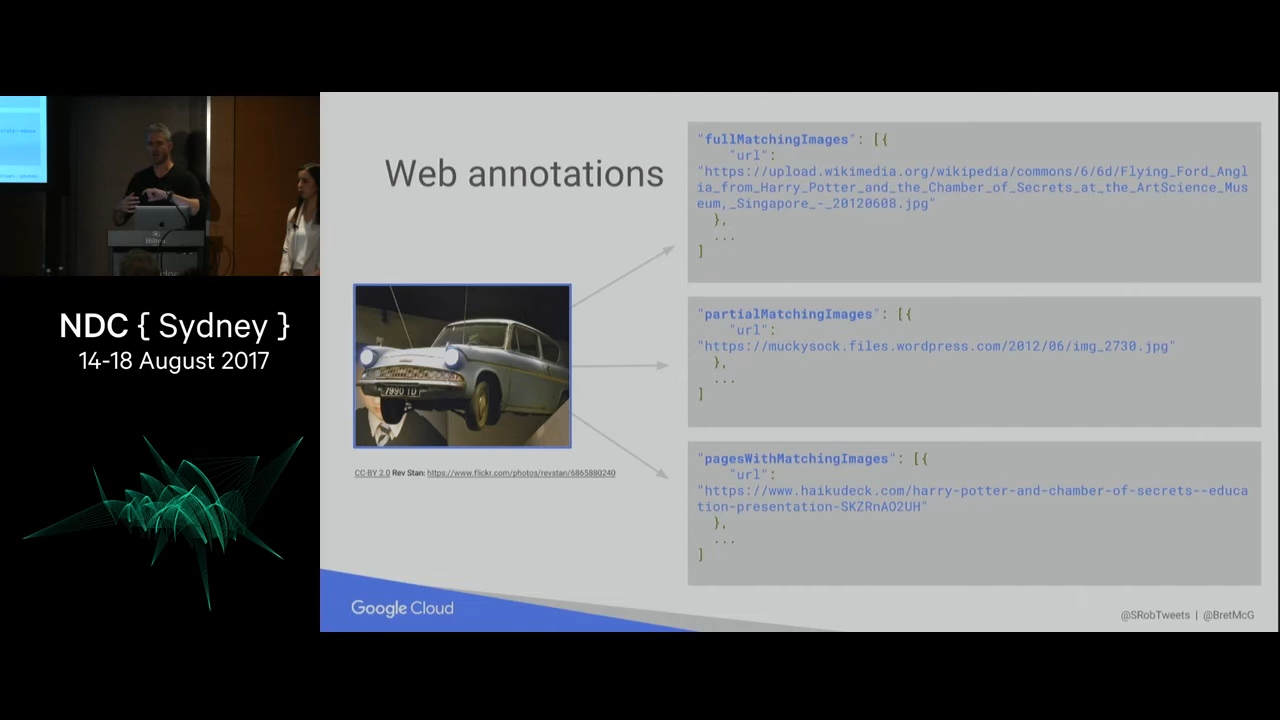 Hilton
NDC { Sydney }
14-18 August 2017
Web annotations
7990 TD
CC-BY 2.0 Rev Stan: https://www.flickr.com/photos/revstan/6865880240
"fullMatchingImages": [{
"url":
"https://upload.wikimedia.org/wikipedia/commons/6/6d/Flying_Ford_Angl
ia_from_Harry_Potter_and_the_Chamber_of_Secrets_at_the_ArtScience_Mus
eum,_Singapore_-_20120608.jpg"
},
...
]
"partialMatchingImages": [{
"url":
"https://muckysock.files.wordpress.com/2012/06/img_2730.jpg"
},
...
]
"pagesWithMatchingImages": [{
"url":
"https://www.haikudeck.com/harry-potter-and-chamber-of-secrets--educa
tion-presentation-SKZRnAO2UH"
},
...
]
Google Cloud
@SRobTweets | @BretMcG